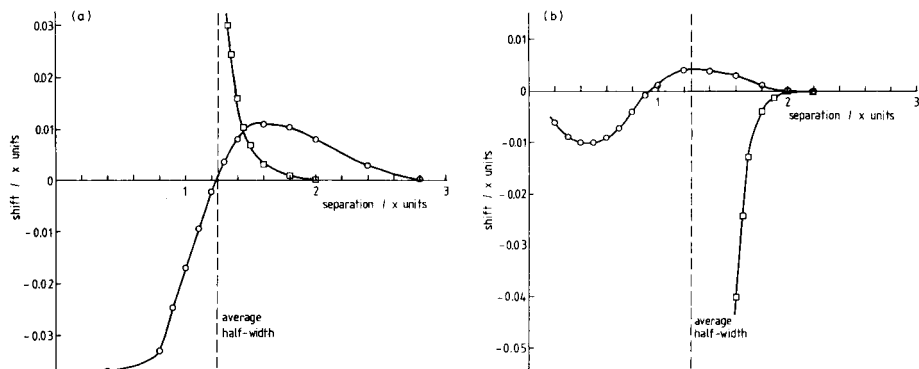 (a)
0.03
0.02
0.01
0
-0.01
-0.02
-0.03
shift / x units
1
2
3
separation / x units
average
half-width
(b)
0.01
0
-0.01
-0.02
-0.03
-0.04
-0.05
shift / x units
1
2
3
separation / x units
average
half-width